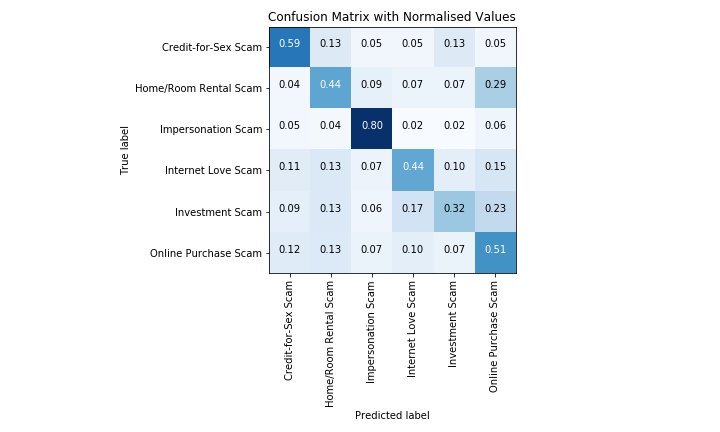 Confusion Matrix with Normalised Values
True label
Credit-for-Sex Scam 0.59 0.13 0.05 0.05 0.13 0.05
Home/Room Rental Scam 0.04 0.44 0.09 0.07 0.07 0.29
Impersonation Scam 0.05 0.04 0.80 0.02 0.02 0.06
Internet Love Scam 0.11 0.13 0.07 0.44 0.10 0.15
Investment Scam 0.09 0.13 0.06 0.17 0.32 0.23
Online Purchase Scam 0.12 0.13 0.07 0.10 0.07 0.51
Credit-for-Sex Scam
Home/Room Rental Scam
Impersonation Scam
Internet Love Scam
Investment Scam
Online Purchase Scam
Predicted label